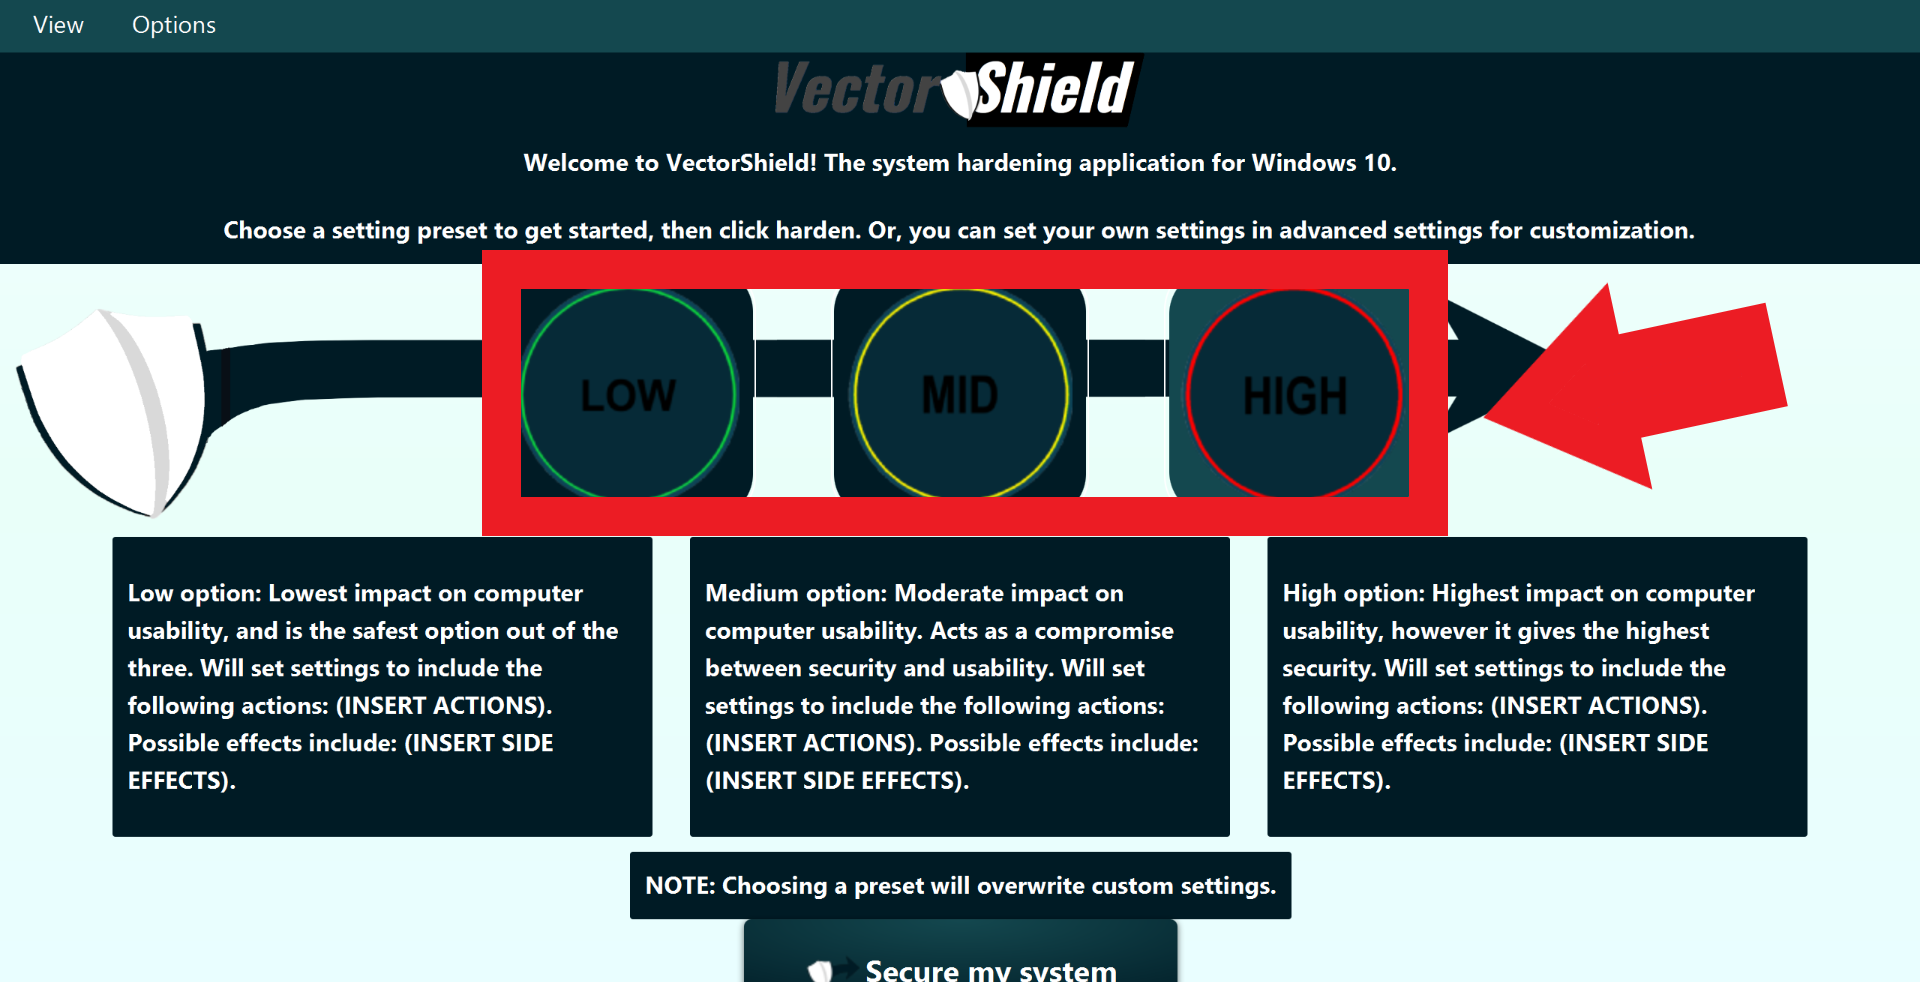 View Options
VectorShield
Welcome to VectorShield! The system hardening application for Windows 10.
Choose a setting preset to get started, then click harden. Or, you can set your own settings in advanced settings for customization.
LOW MID HIGH
Low option: Lowest impact on computer
usability, and is the safest option out of the
three. Will set settings to include the
following actions: (INSERT ACTIONS).
Possible effects include: (INSERT SIDE
EFFECTS).
Medium option: Moderate impact on
computer usability. Acts as a compromise
between security and usability. Will set
settings to include the following actions:
(INSERT ACTIONS). Possible effects include:
(INSERT SIDE EFFECTS).
High option: Highest impact on computer
usability, however it gives the highest
security. Will set settings to include the
following actions: (INSERT ACTIONS).
Possible effects include: (INSERT SIDE
EFFECTS).
NOTE: Choosing a preset will overwrite custom settings.
Secure my system